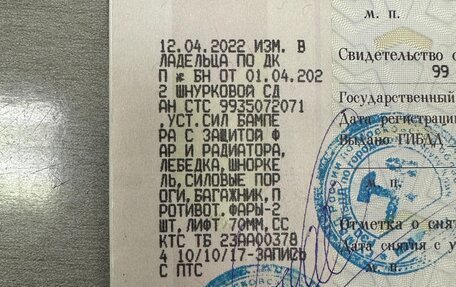 12.04.2022 ИЗМ. В
ЛАДЕЛЬЦА ПО ДК
П № БН ОТ 01.04.202
2 ШНУРКОВОЙ СД
АН СТС 9935072071
,УСТ.СИЛ БАМПЕ
РА С ЗАЩИТОЙ Ф
АР И РАДИАТОРА,
ЛЕБЕДКА,ШНОРКЕ
ЛЬ,СИЛОВЫЕ ПОР
ОГИ,БАГАЖНИК,П
РОТИВОТ.ФАРЫ-2
ШТ,ЛИФТ 70ММ,СС
КТС ТБ 23АА00378
4 10/10/17-ЗАПИСЬ
С ПТС
М. П.
Свидетельство о
99
Государственный
Дата регистрации
Выдано ГИБДД
М. П.
Отметка о сня
Дата снятия с у
М. П.